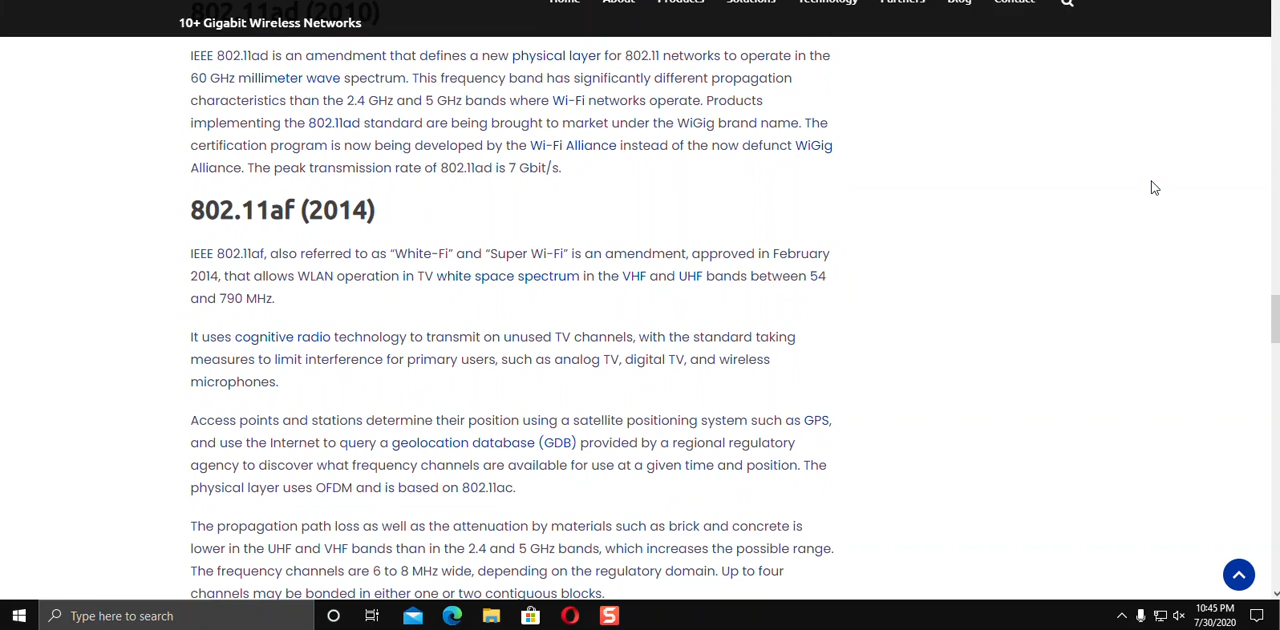 802.11ad (2010)
Home About Products Solutions Technology Partners Blog Contact
10+ Gigabit Wireless Networks
IEEE 802.11ad is an amendment that defines a new physical layer for 802.11 networks to operate in the
60 GHz millimeter wave spectrum. This frequency band has significantly different propagation
characteristics than the 2.4 GHz and 5 GHz bands where Wi-Fi networks operate. Products
implementing the 802.11ad standard are being brought to market under the WiGig brand name. The
certification program is now being developed by the Wi-Fi Alliance instead of the now defunct WiGig
Alliance. The peak transmission rate of 802.11ad is 7 Gbit/s.
802.11af (2014)
IEEE 802.11af, also referred to as “White-Fi” and “Super Wi-Fi” is an amendment, approved in February
2014, that allows WLAN operation in TV white space spectrum in the VHF and UHF bands between 54
and 790 MHz.
It uses cognitive radio technology to transmit on unused TV channels, with the standard taking
measures to limit interference for primary users, such as analog TV, digital TV, and wireless
microphones.
Access points and stations determine their position using a satellite positioning system such as GPS,
and use the Internet to query a geolocation database (GDB) provided by a regional regulatory
agency to discover what frequency channels are available for use at a given time and position. The
physical layer uses OFDM and is based on 802.11ac.
The propagation path loss as well as the attenuation by materials such as brick and concrete is
lower in the UHF and VHF bands than in the 2.4 and 5 GHz bands, which increases the possible range.
The frequency channels are 6 to 8 MHz wide, depending on the regulatory domain. Up to four
channels may be bonded in either one or two contiguous blocks.
Type here to search
S
10:45 PM
7/30/2020